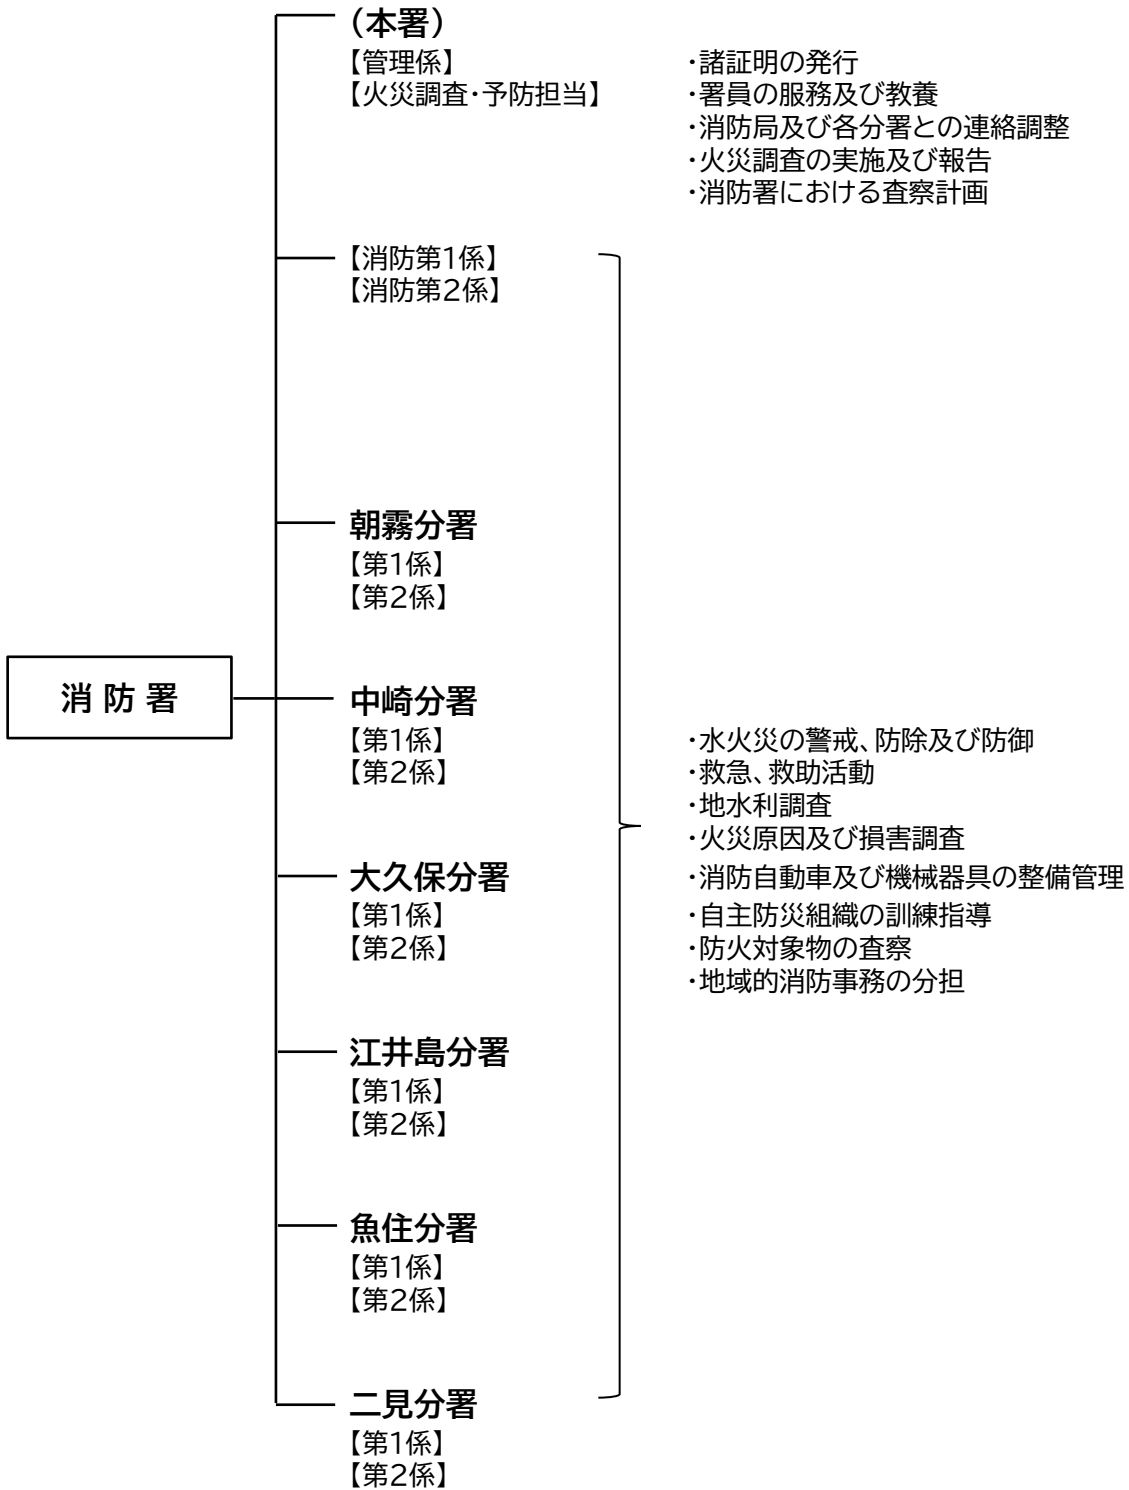 （本署）
【管理係】 ・諸証明の発行
【火災調査・予防担当】 ・署員の服務及び教養
・消防局及び各分署との連絡調整
・火災調査の実施及び報告
・消防署における査察計画
【消防第1係】
【消防第2係】
朝霧分署
【第1係】
【第2係】
消防署
中崎分署
【第1係】 ・水火災の警戒、防除及び防御
【第2係】 ・救急、救助活動
・地水利調査
・火災原因及び損害調査
大久保分署 ・消防自動車及び機械器具の整備管理
【第1係】 ・自主防災組織の訓練指導
【第2係】 ・防火対象物の査察
・地域的消防事務の分担
江井島分署
【第1係】
【第2係】
魚住分署
【第1係】
【第2係】
二見分署
【第1係】
【第2係】